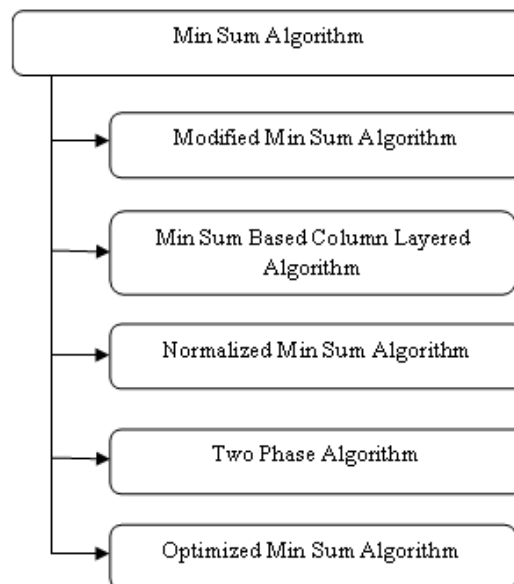 Min Sum Algorithm
Modified Min Sum Algorithm
Min Sum Based Column Layered
Algorithm
Normalized Min Sum Algorithm
Two Phase Algorithm
Optimized Min Sum Algorithm